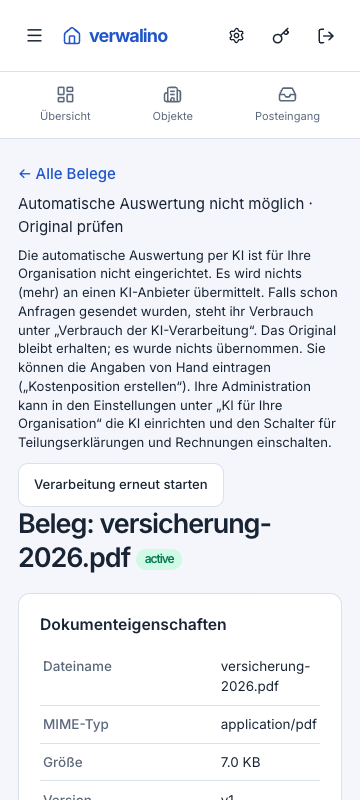 verwalino
Übersicht
Objekte
Posteingang
← Alle Belege
Automatische Auswertung nicht möglich ·
Original prüfen
Die automatische Auswertung per KI ist für Ihre
Organisation nicht eingerichtet. Es wird nichts
(mehr) an einen KI-Anbieter übermittelt. Falls schon
Anfragen gesendet wurden, steht ihr Verbrauch
unter „Verbrauch der KI-Verarbeitung“. Das Original
bleibt erhalten; es wurde nichts übernommen. Sie
können die Angaben von Hand eintragen
(„Kostenposition erstellen“). Ihre Administration
kann in den Einstellungen unter „KI für Ihre
Organisation“ die KI einrichten und den Schalter für
Teilungserklärungen und Rechnungen einschalten.
Verarbeitung erneut starten
Beleg: versicherung-
2026.pdf active
Dokumenteigenschaften
Dateiname versicherung-
2026.pdf
MIME-Typ application/pdf
Größe 7.0 KB
Version v1